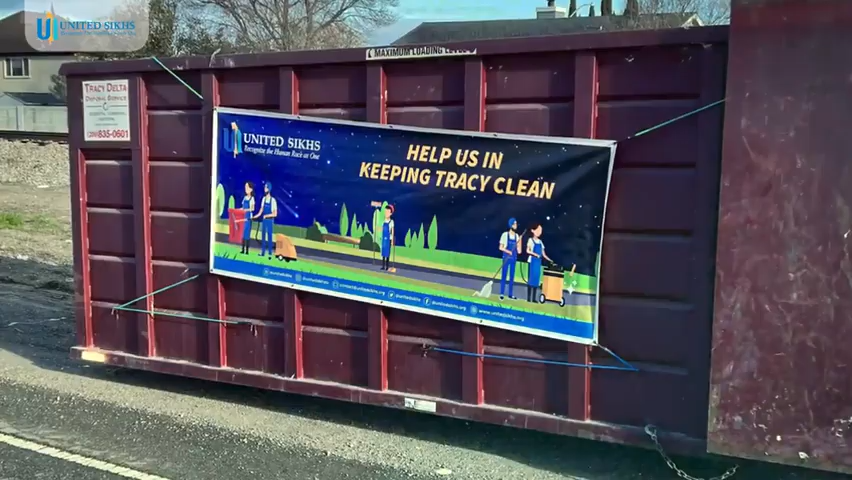 UNITED SIKHS
MAXIMUM LOADING LEVEL
TRACY DELTA
835-0601
UNITED SIKHS
Recognize the Human Race as One
HELP US IN
KEEPING TRACY CLEAN
www.unitedsikhs.org